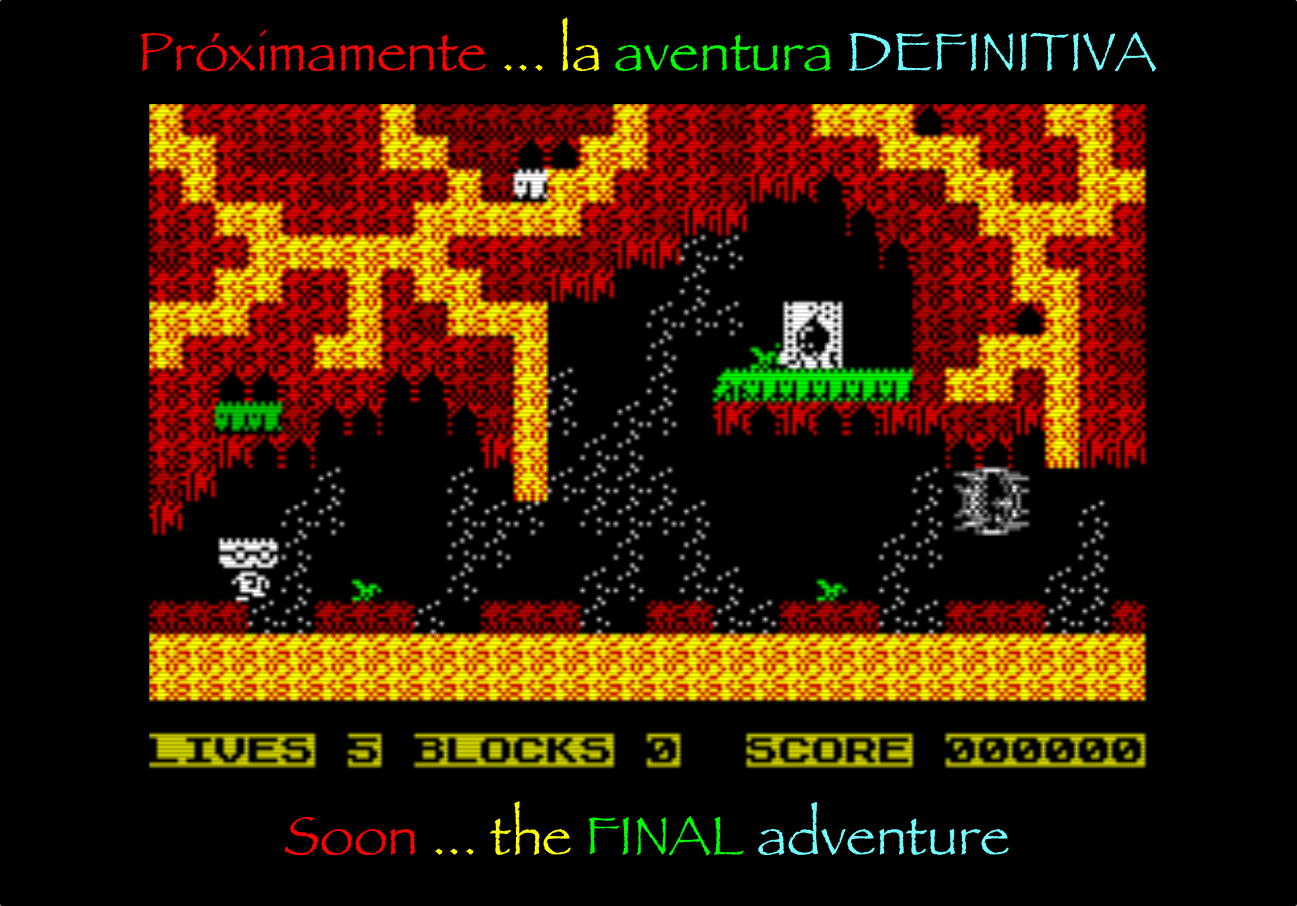 Próximamente ... la aventura DEFINITIVA
LIVES 5 BLOCKS 0 SCORE 000000
Soon ... the FINAL adventure